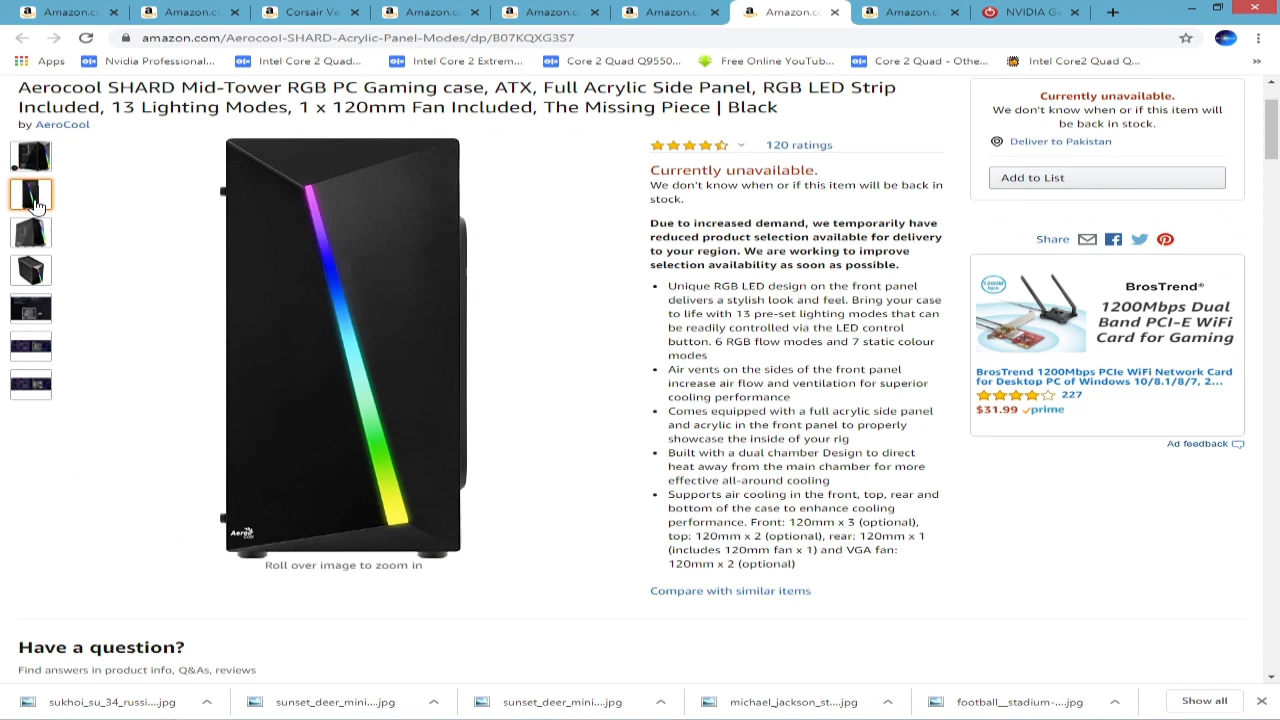 Amazon.c
Amazon.c
Corsair Ve
Amazon.c
Amazon.c
Amazon.c
Amazon.c
Amazon.c
NVIDIA Ge
amazon.com/Aerocool-SHARD-Acrylic-Panel-Modes/dp/B07KQXG3S7
Apps
Nvidia Professional...
Intel Core 2 Quad...
Intel Core 2 Extrem...
Core 2 Quad Q9550...
Free Online YouTub...
Core 2 Quad - Othe...
Intel Core2 Quad Q...
Aerocool SHARD Mid-Tower RGB PC Gaming case, ATX, Full Acrylic Side Panel, RGB LED Strip
Included, 13 Lighting Modes, 1 x 120mm Fan Included, The Missing Piece | Black
by AeroCool
Aero
Roll over image to zoom in
120 ratings
Currently unavailable.
We don't know when or if this item will be back in
stock.
Due to increased demand, we temporarily have
reduced product selection available for delivery
to your region. We are working to improve
selection availability as soon as possible.
• Unique RGB LED design on the front panel
delivers a stylish look and feel. Bring your case
to life with 13 pre-set lighting modes that can
be readily controlled via the LED control
button. 6 RGB flow modes and 7 static colour
modes
• Air vents on the sides of the front panel
increase air flow and ventilation for superior
cooling performance
• Comes equipped with a full acrylic side panel
and acrylic in the front panel to properly
showcase the inside of your rig
• Built with a dual chamber Design to direct
heat away from the main chamber for more
effective all-around cooling
• Supports air cooling in the front, top, rear and
bottom of the case to enhance cooling
performance. Front: 120mm x 3 (optional),
top: 120mm x 2 (optional), rear: 120mm x 1
(includes 120mm fan x 1) and VGA fan:
120mm x 2 (optional)
Compare with similar items
Currently unavailable.
We don't know when or if this item will
be back in stock.
Deliver to Pakistan
Add to List
Share
BrosTrend®
1200Mbps Dual
Band PCI-E WiFi
Card for Gaming
BrosTrend 1200Mbps PCIe WiFi Network Card
for Desktop PC of Windows 10/8.1/8/7, 2...
227
$31.99 prime
Ad feedback
Have a question?
Find answers in product info, Q&As, reviews
sukhoi_su_34_russi....jpg
sunset_deer_mini....jpg
sunset_deer_mini....jpg
michael_jackson_st....jpg
football__stadium-....jpg
Show all